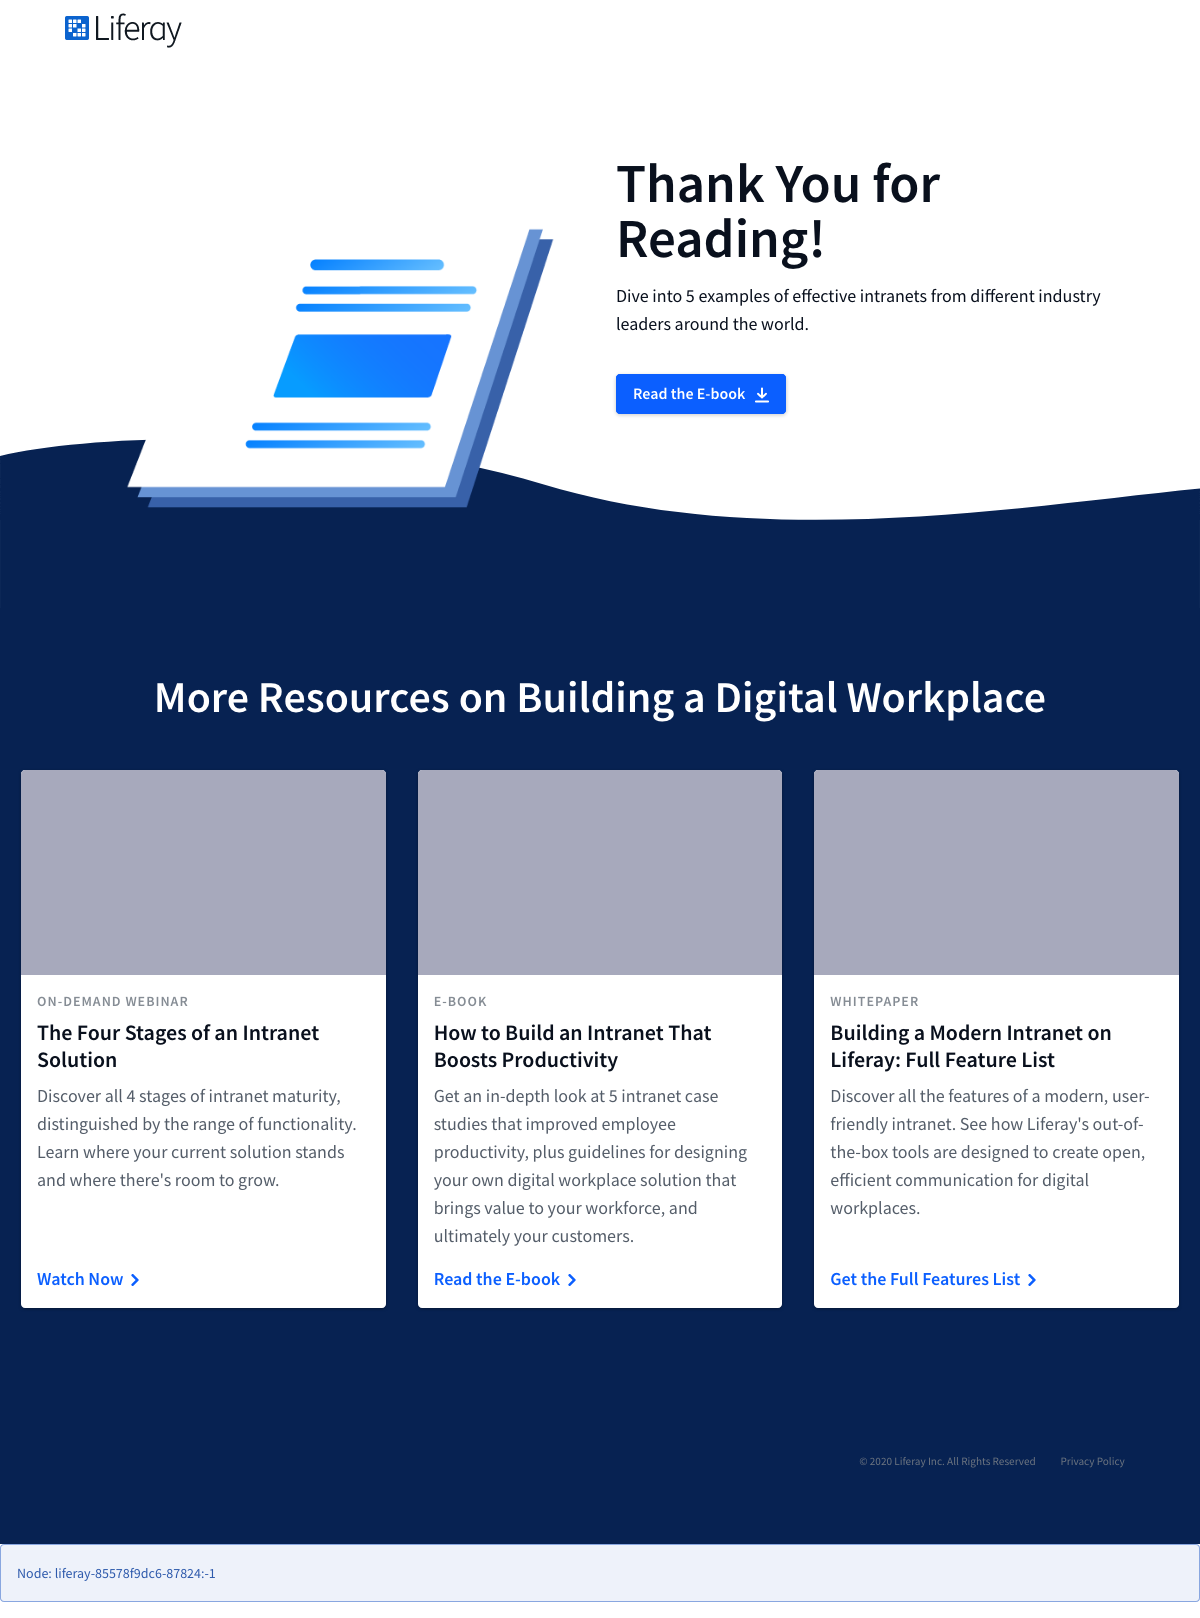 Liferay
Thank You for
Reading!
Dive into 5 examples of effective intranets from different industry
leaders around the world.
Read the E-book
More Resources on Building a Digital Workplace
ON-DEMAND WEBINAR
The Four Stages of an Intranet
Solution
Discover all 4 stages of intranet maturity,
distinguished by the range of functionality.
Learn where your current solution stands
and where there's room to grow.
Watch Now
E-BOOK
How to Build an Intranet That
Boosts Productivity
Get an in-depth look at 5 intranet case
studies that improved employee
productivity, plus guidelines for designing
your own digital workplace solution that
brings value to your workforce, and
ultimately your customers.
Read the E-book
WHITEPAPER
Building a Modern Intranet on
Liferay: Full Feature List
Discover all the features of a modern, user-
friendly intranet. See how Liferay's out-of-
the-box tools are designed to create open,
efficient communication for digital
workplaces.
Get the Full Features List
© 2020 Liferay Inc. All Rights Reserved Privacy Policy
Node: liferay-85578f9dc6-87824:-1